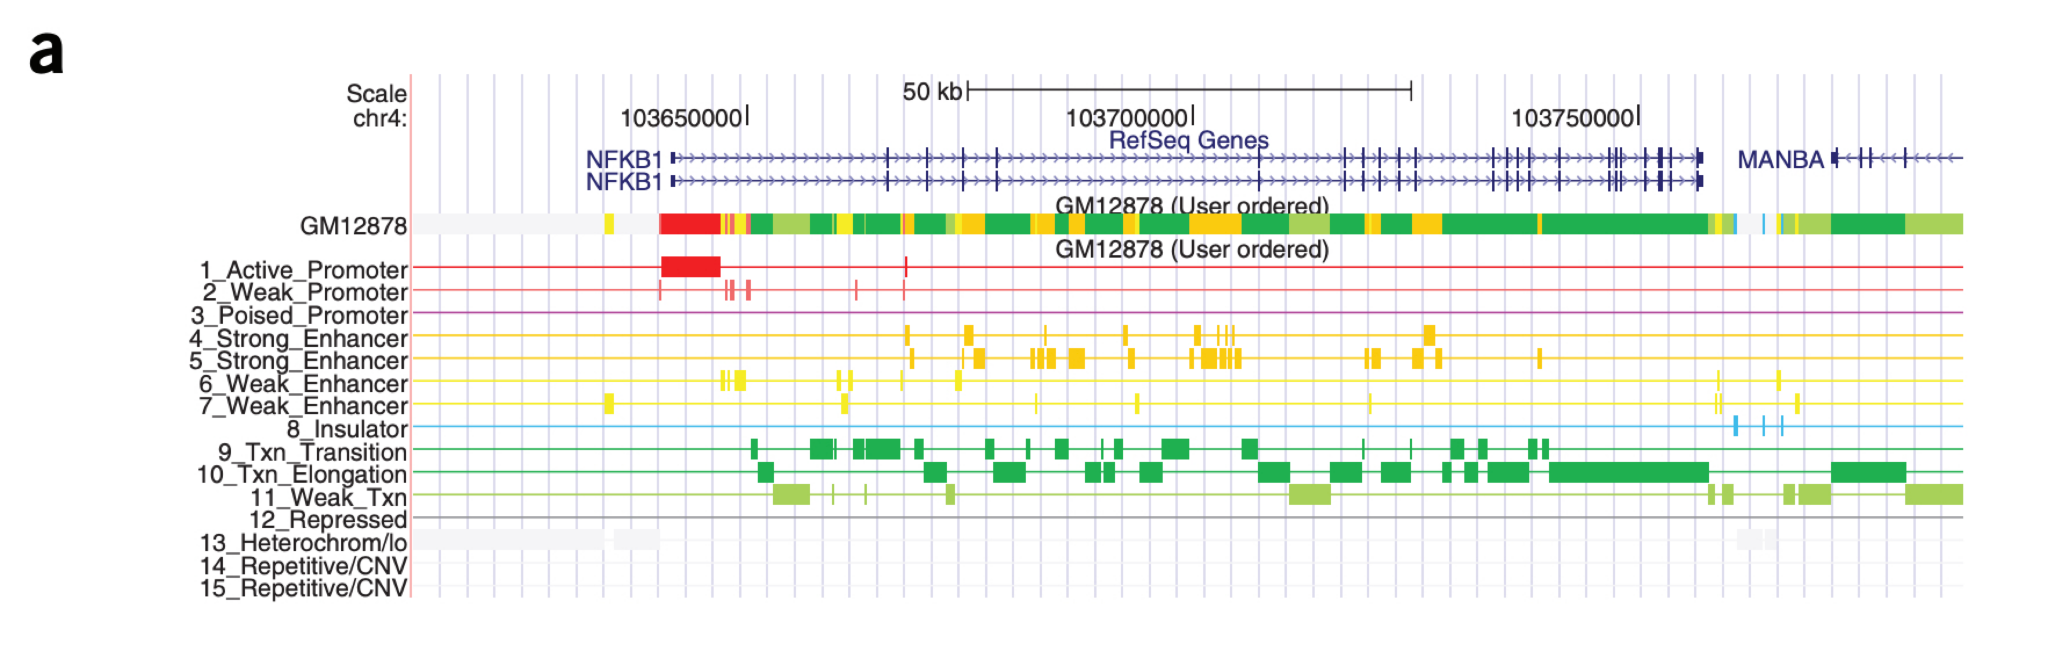 a
Scale
50 kb
chr4:
103650000
103700000
103750000
RefSeq Genes
NFKB1
MANBA
NFKB1
GM12878 (User ordered)
GM12878
GM12878 (User ordered)
1_Active_Promoter
2_Weak_Promoter
3_Poised_Promoter
4_Strong_Enhancer
5_Strong_Enhancer
6_Weak_Enhancer
7_Weak_Enhancer
8_Insulator
9_Txn_Transition
10_Txn_Elongation
11_Weak_Txn
12_Repressed
13_Heterochrom/lo
14_Repetitive/CNV
15_Repetitive/CNV